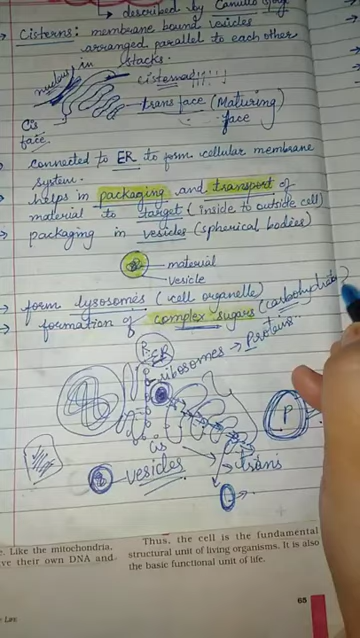 → described by Camillo Golgi
→ Cisterns: membrane bound vesicles
arranged parallel to each other
in stacks.
nucleus
cisternae!!!!
trans face (Maturing)
face
Cis
face.
→ connected to ER to form cellular membrane
system.
→ helps in packaging and transport of
material to target (inside to outside cell)
→ packaging in vesicles (spherical bodies)
material
vesicle
→ form lysosomes (cell organelle)
→ formation of complex sugars (carbohydrate)
R.
ER
ribosomes → Proteins..
P
cis
vesicles
trans
e. Like the mitochondria,
ve their own DNA and
Thus, the cell is the fundamental
structural unit of living organisms. It is also
the basic functional unit of life.
65